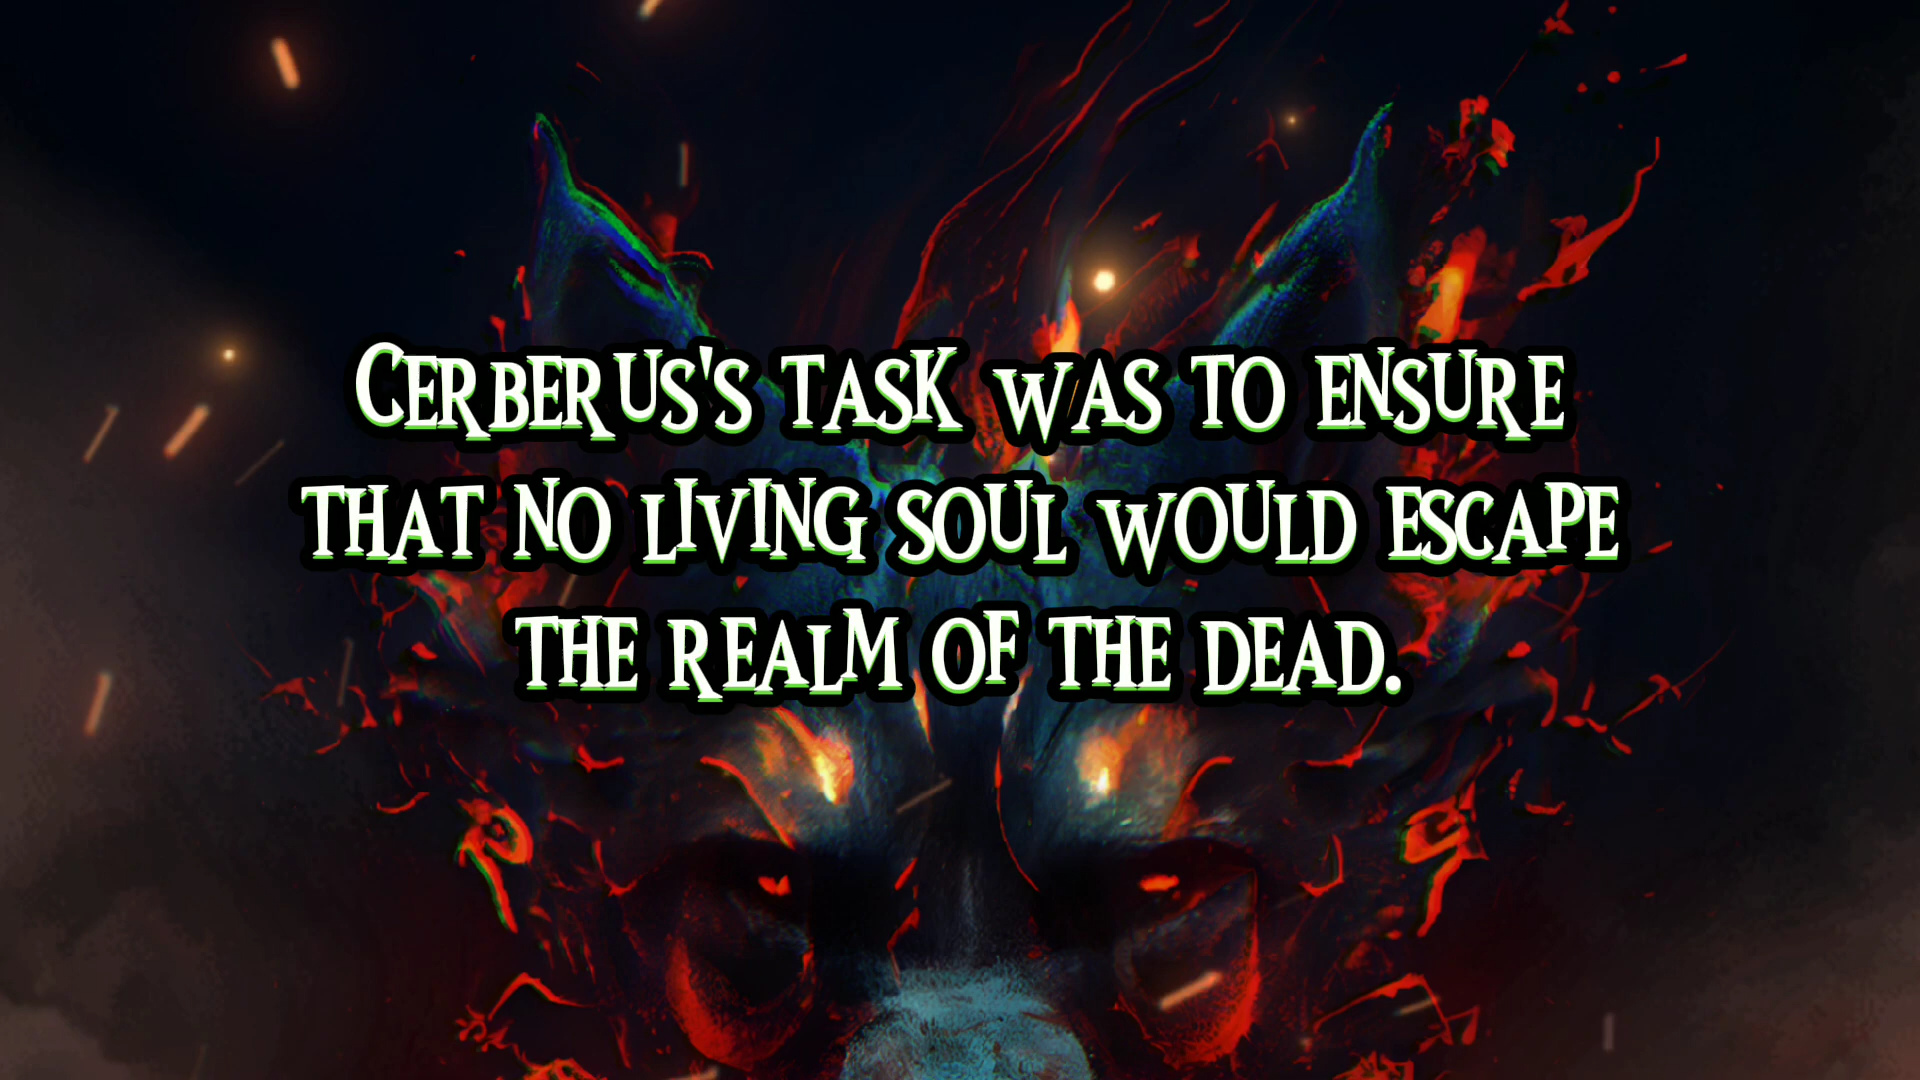 Cerberus's task was to ensure
that no living soul would escape
the realm of the dead.